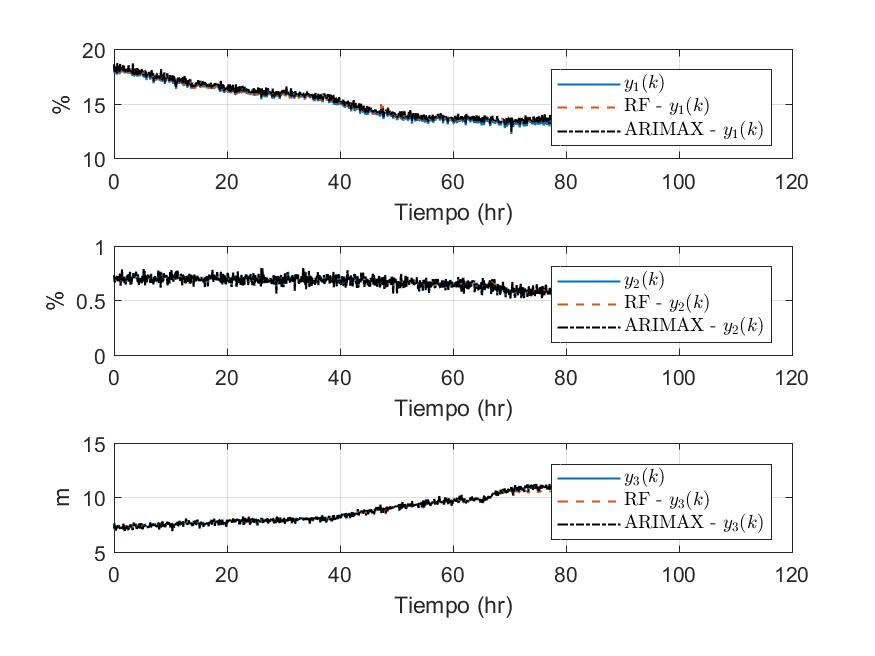 20
15
10
%
0 20 40 60 80 100 120
Tiempo (hr)
y₁(k)
RF - y₁(k)
ARIMAX - y₁(k)
1
0.5
0
%
0 20 40 60 80 100 120
Tiempo (hr)
y₂(k)
RF - y₂(k)
ARIMAX - y₂(k)
15
10
5
m
0 20 40 60 80 100 120
Tiempo (hr)
y₃(k)
RF - y₃(k)
ARIMAX - y₃(k)